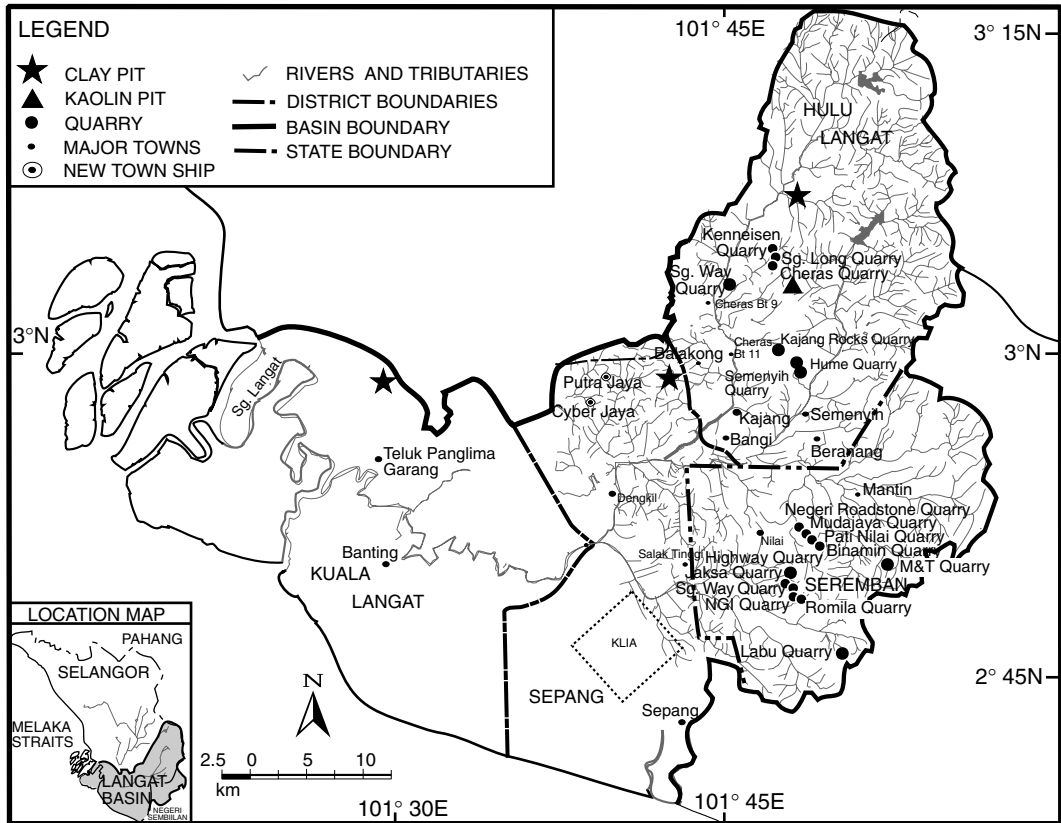 LEGEND
CLAY PIT
KAOLIN PIT
QUARRY
MAJOR TOWNS
NEW TOWN SHIP
RIVERS AND TRIBUTARIES
DISTRICT BOUNDARIES
BASIN BOUNDARY
STATE BOUNDARY
101° 45
3° 15N
HULU
LANGAT
Kenneisen
Quarry
Sg. Long Quarry
Cheras Quarry
Sg. Way
Quarry
Cheras Bt 9
3°N
3°N
Cheras
Bt 11
Kajang Rocks Quarry
Balakong
Hume Quarry
Semenyih
Quarry
Putra Jaya
Cyber Jaya
Kajang
Semenyih
Bangi
Beranang
Sg. Langat
Teluk Panglima
Garang
Dengkil
Mantin
Negeri Roadstone Quarry
Mudajaya Quarry
Pati Nilai Quarry
Binamin Quarry
Nilai
Salak Tinggi
Highway Quarry
M&T Quarry
Jaksa Quarry
SEREMBAN
Sg. Way Quarry
NGI Quarry
Romila Quarry
Banting
KUALA
LANGAT
KLIA
Labu Quarry
2° 45N
SEPANG
Sepang
LOCATION MAP
PAHANG
SELANGOR
MELAKA
STRAITS
LANGAT
BASIN
NEGERI
SEMBIILAN
N
2.5 0 5 10
km
101° 30
101° 45